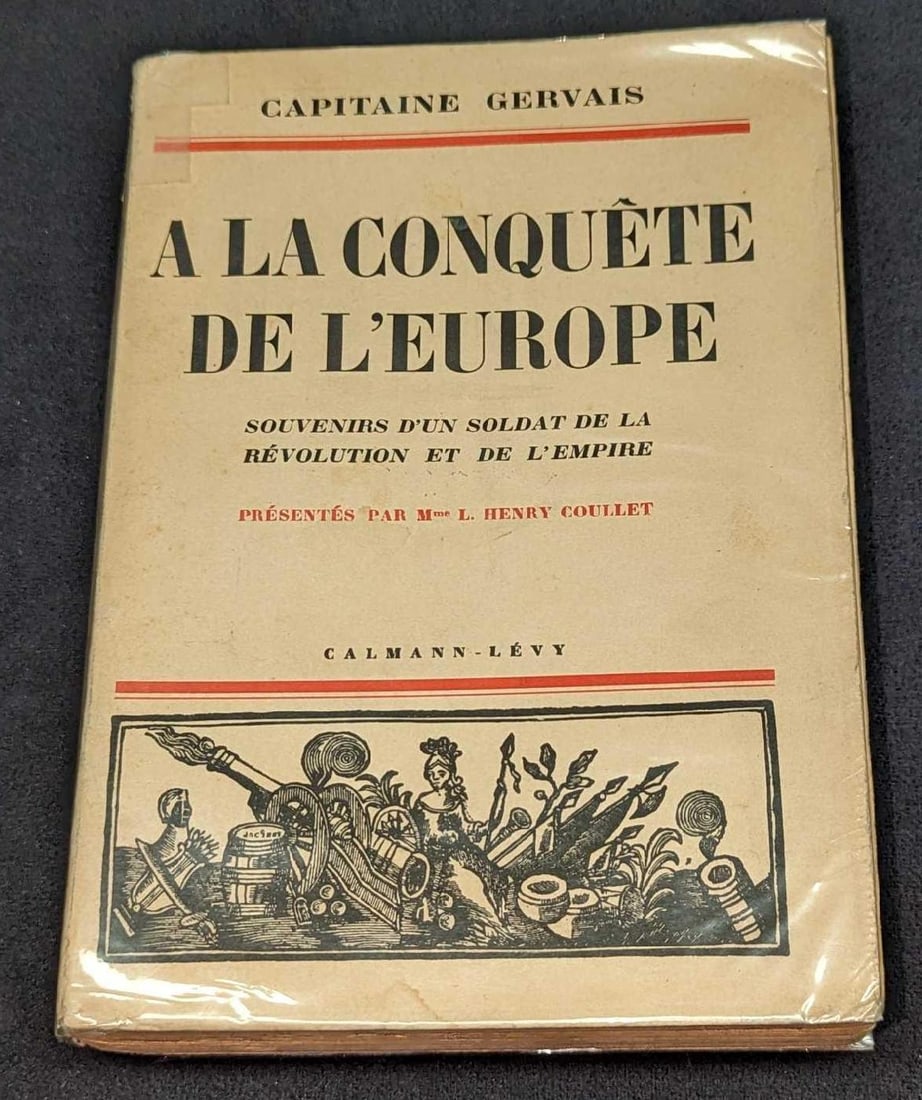 CAPITAINE GERVAIS
A LA CONQUÊTE
DE L'EUROPE
SOUVENIRS D'UN SOLDAT DE LA
RÉVOLUTION ET DE L'EMPIRE
PRÉSENTÉS PAR Mme L. HENRY COULLET
CALMANN-LÉVY